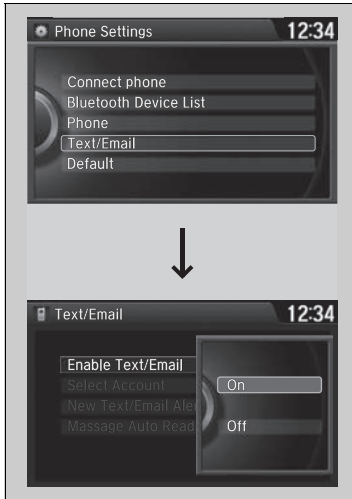 Phone Settings 12:34
Connect phone
Bluetooth Device List
Phone
Text/Email
Default
Text/Email 12:34
Enable Text/Email
Select Account On
New Text/Email Ale
Massage Auto Read Off